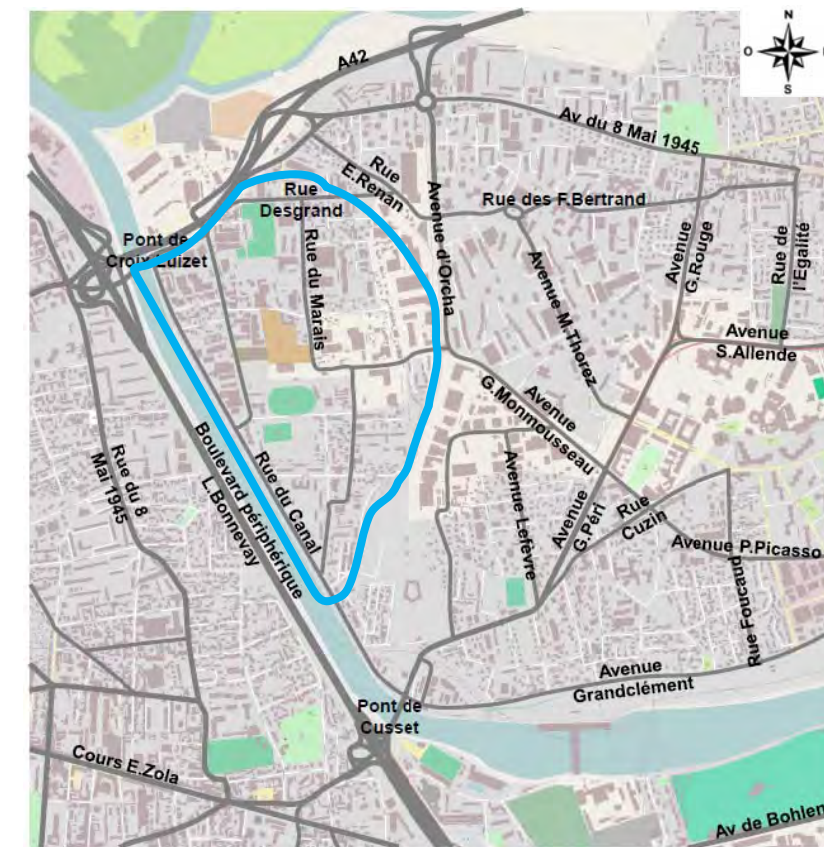 N
O
S
A42
Av du 8 Mai 1945
Rue
E.Renan
Rue
Desgrand
Avenue d'Orcha
Rue des F.Bertrand
Avenue
G.Rouge
Rue de
l'Egalité
Pont de
Croix Luizet
Rue du Marais
Avenue M.Thorez
Avenue
S.Allende
Avenue
G.Monmousseau
Rue du 8
Mai 1945
Boulevard périphérique
L.Bonnevay
Rue du Canal
Avenue Lefèvre
Avenue
G.Péri
Rue
Cuzin
Avenue P.Picasso
Rue Foucaud
Avenue
Grandclément
Pont de
Cusset
Cours E.Zola
Av de Bohlen